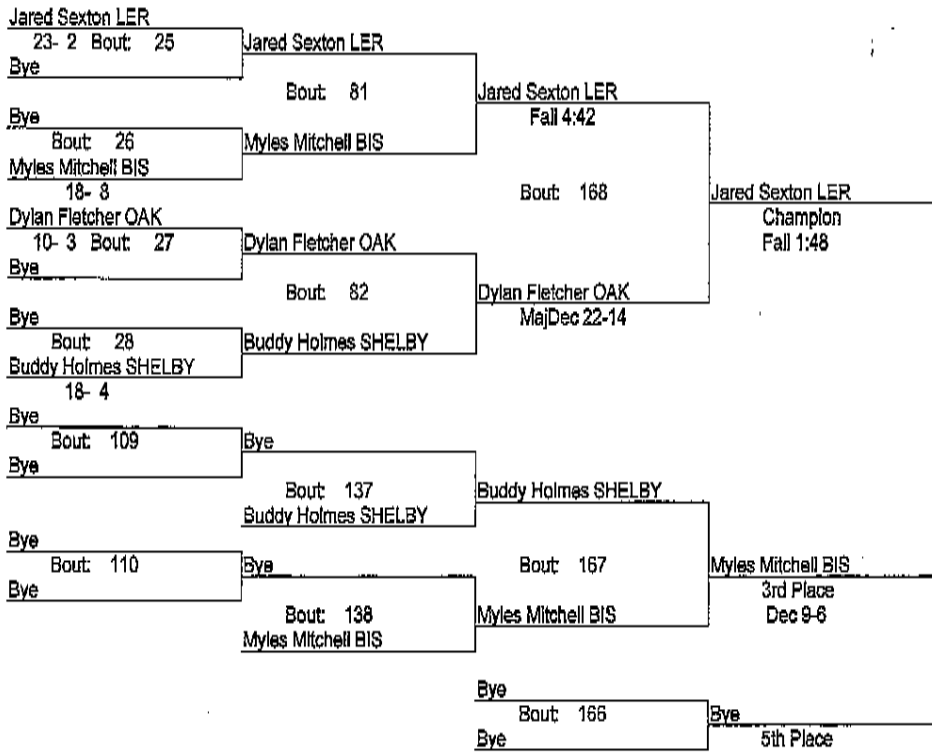 Jared Sexton LER
23- 2 Bout: 25
Bye
Jared Sexton LER
Bout: 81
Bye
Bout: 26
Myles Mitchell BIS
18- 8
Myles Mitchell BIS
Jared Sexton LER
Fall 4:42
Bout: 168
Dylan Fletcher OAK
10- 3 Bout: 27
Bye
Dylan Fletcher OAK
Bout: 82
Bye
Bout: 28
Buddy Holmes SHELBY
18- 4
Buddy Holmes SHELBY
Dylan Fletcher OAK
MajDec 22-14
Jared Sexton LER
Champion
Fall 1:48
Bye
Bout: 109
Bye
Bye
Bout: 137
Buddy Holmes SHELBY
Buddy Holmes SHELBY
Bout: 167
Bye
Bout: 110
Bye
Bye
Bout: 138
Myles Mitchell BIS
Myles Mitchell BIS
Myles Mitchell BIS
3rd Place
Dec 9-6
Bye
Bout: 166
Bye
Bye
5th Place